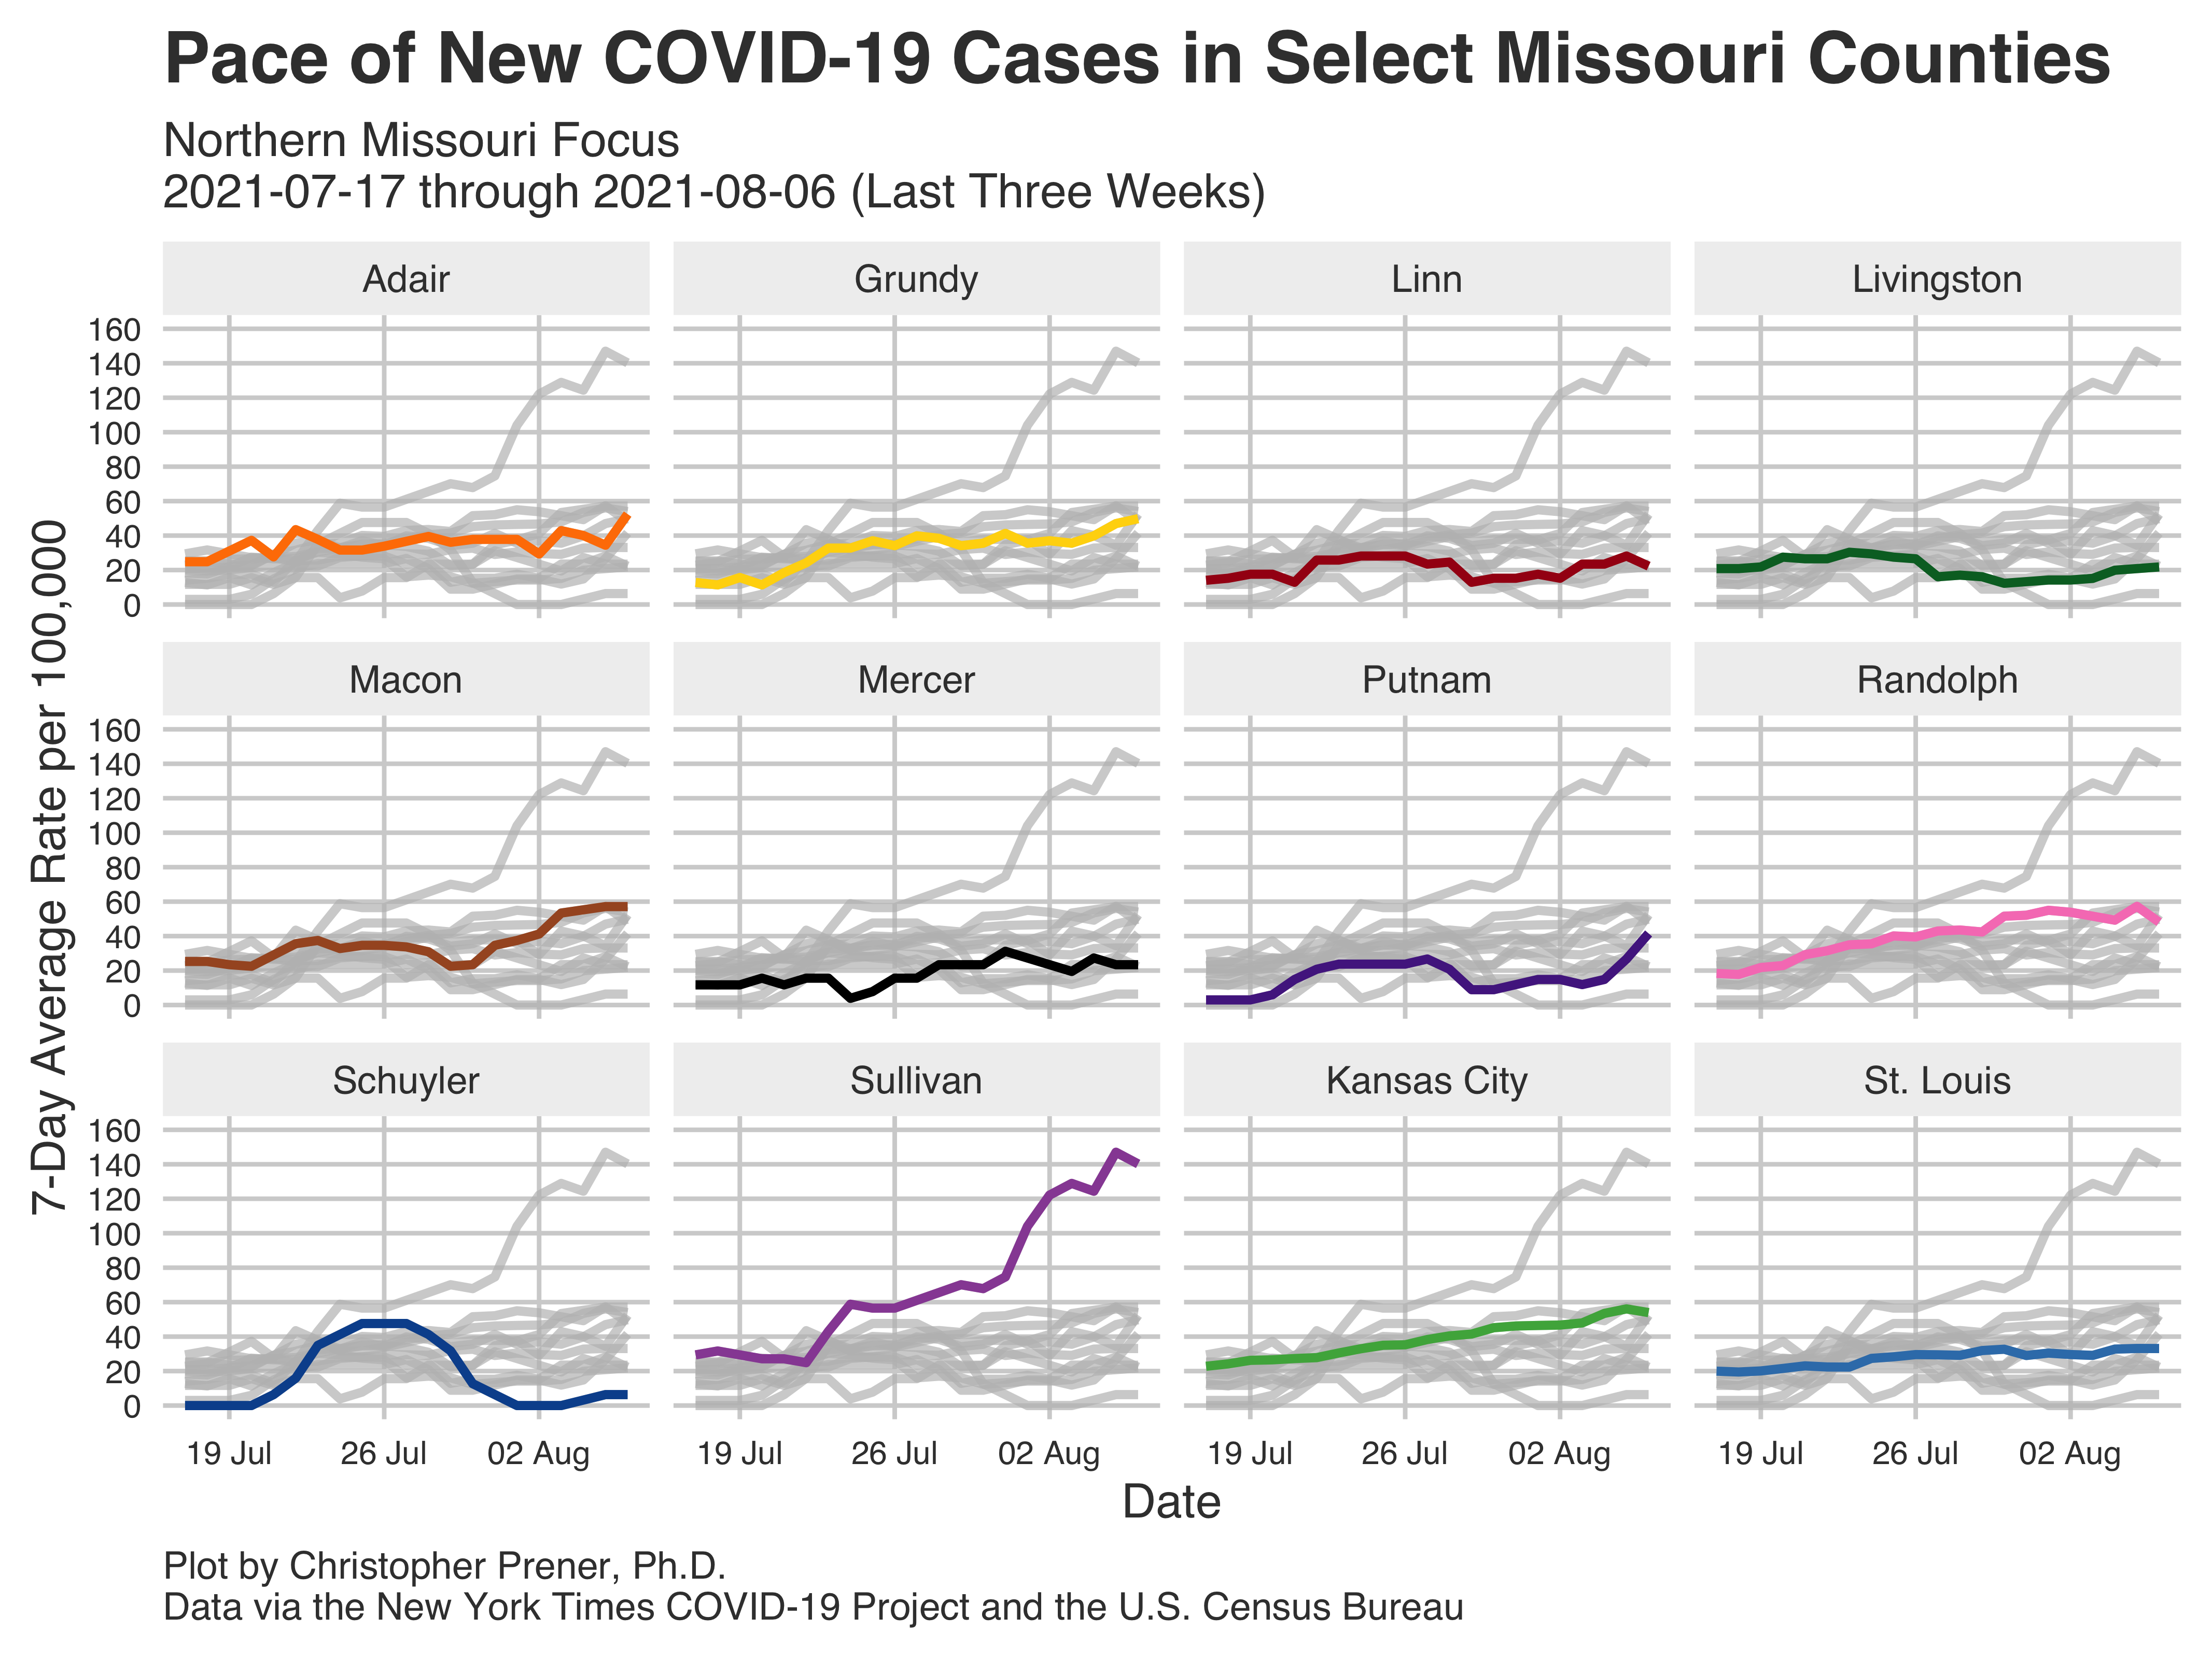 Pace of New COVID-19 Cases in Select Missouri Counties
Northern Missouri Focus
2021-07-17 through 2021-08-06 (Last Three Weeks)
Adair Grundy Linn Livingston
160
140
120
100
80
60
40
20
0
Macon Mercer Putnam Randolph
160
140
120
100
80
60
40
20
0
Schuyler Sullivan Kansas City St. Louis
160
140
120
100
80
60
40
20
0
7-Day Average Rate per 100,000
19 Jul 26 Jul 02 Aug 19 Jul 26 Jul 02 Aug 19 Jul 26 Jul 02 Aug 19 Jul 26 Jul 02 Aug
Date
Plot by Christopher Prener, Ph.D.
Data via the New York Times COVID-19 Project and the U.S. Census Bureau